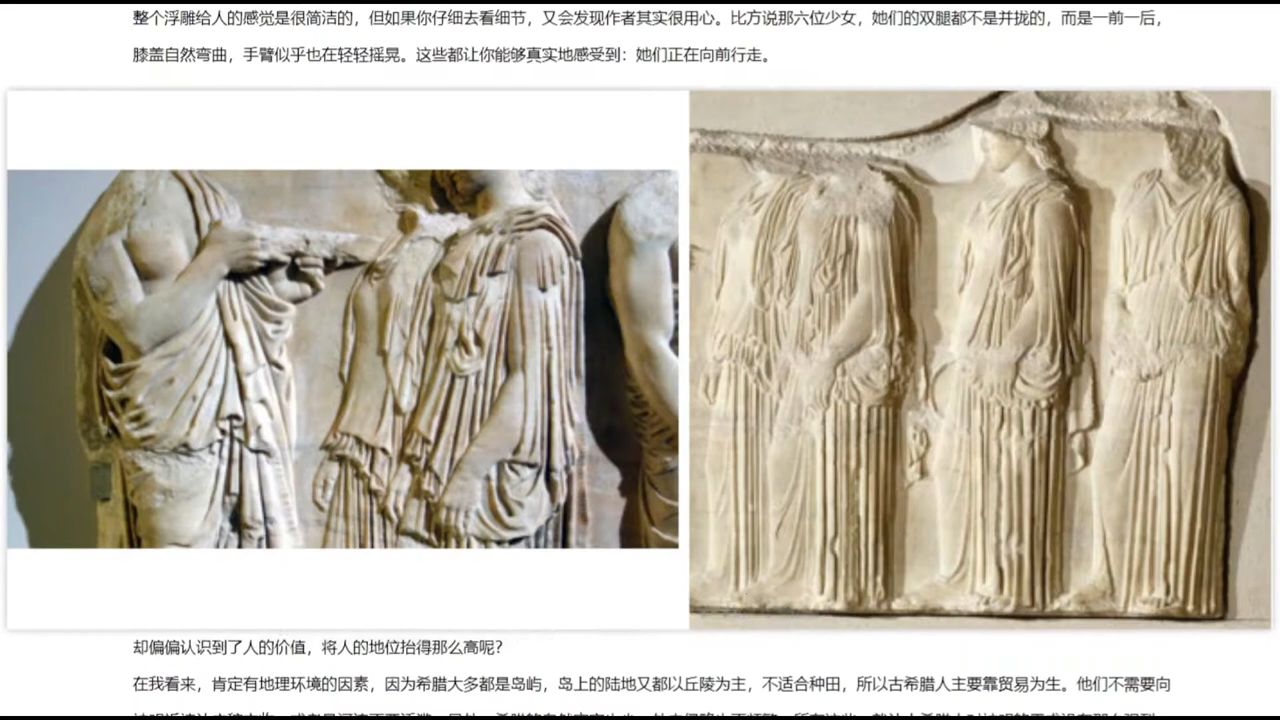 整个浮雕给人的感觉是很简洁的，但如果你仔细去看细节，又会发现作者其实很用心。比方说那六位少女，她们的双腿都不是并拢的，而是一前一后，
膝盖自然弯曲，手臂似乎也在轻轻摇晃。这些都让你能够真实地感受到：她们正在向前行走。
却偏偏认识到了人的价值，将人的地位抬得那么高呢？
在我看来，肯定有地理环境的因素，因为希腊大多都是岛屿，岛上的陆地又都以丘陵为主，不适合种田，所以古希腊人主要靠贸易为生。他们不需要向